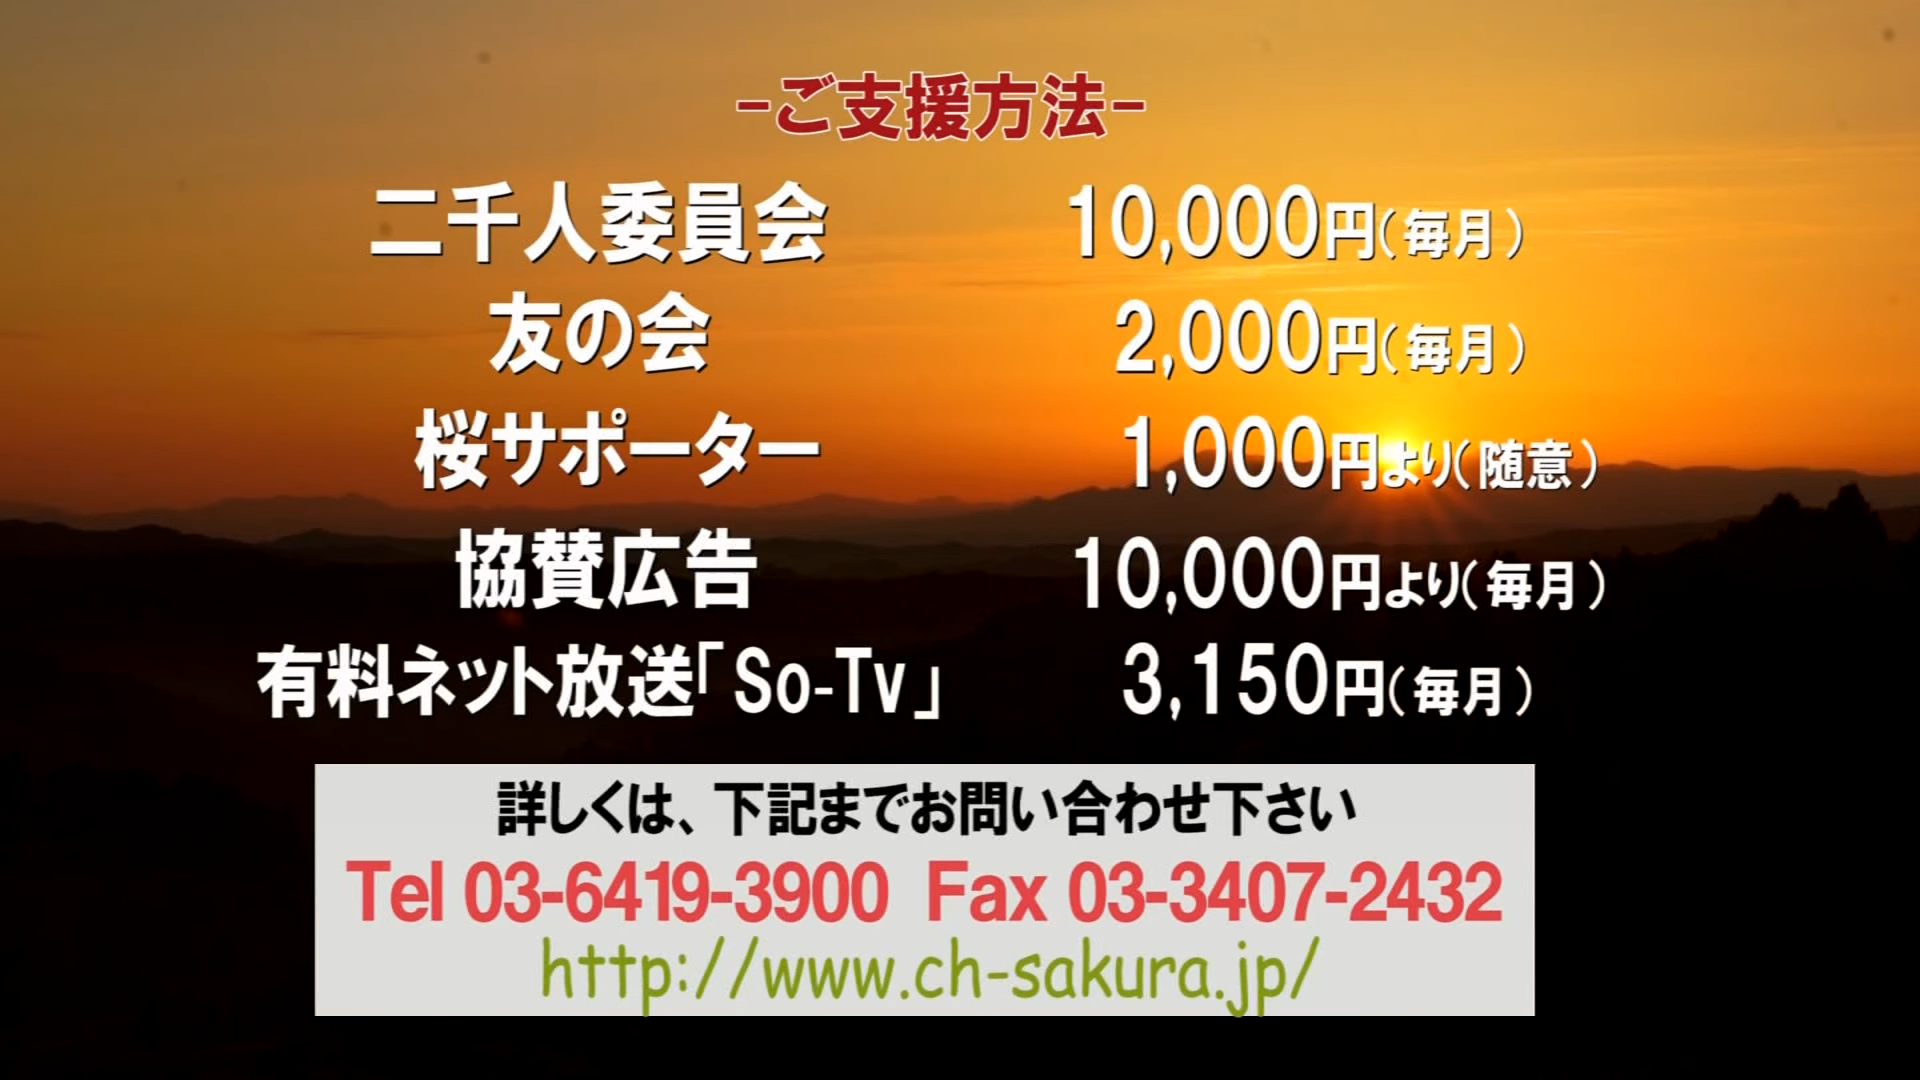 -ご支援方法-
二千人委員会 10,000円(毎月)
友の会 2,000円(毎月)
桜サポーター 1,000円より(随意)
協賛広告 10,000円より(毎月)
有料ネット放送「So-Tv」 3,150円(毎月)
詳しくは、下記までお問い合わせ下さい
Tel 03-6419-3900 Fax 03-3407-2432
http://www.ch-sakura.jp/